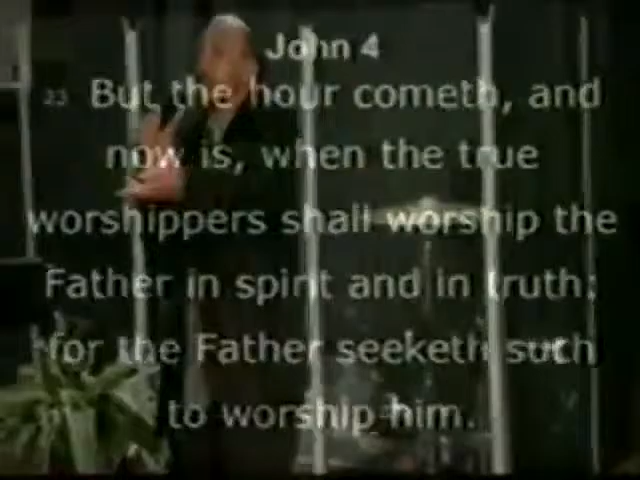 John 4
23 But the hour cometh, and
now is, when the true
worshippers shall worship the
Father in spirit and in truth:
for the Father seeketh such
to worship him.